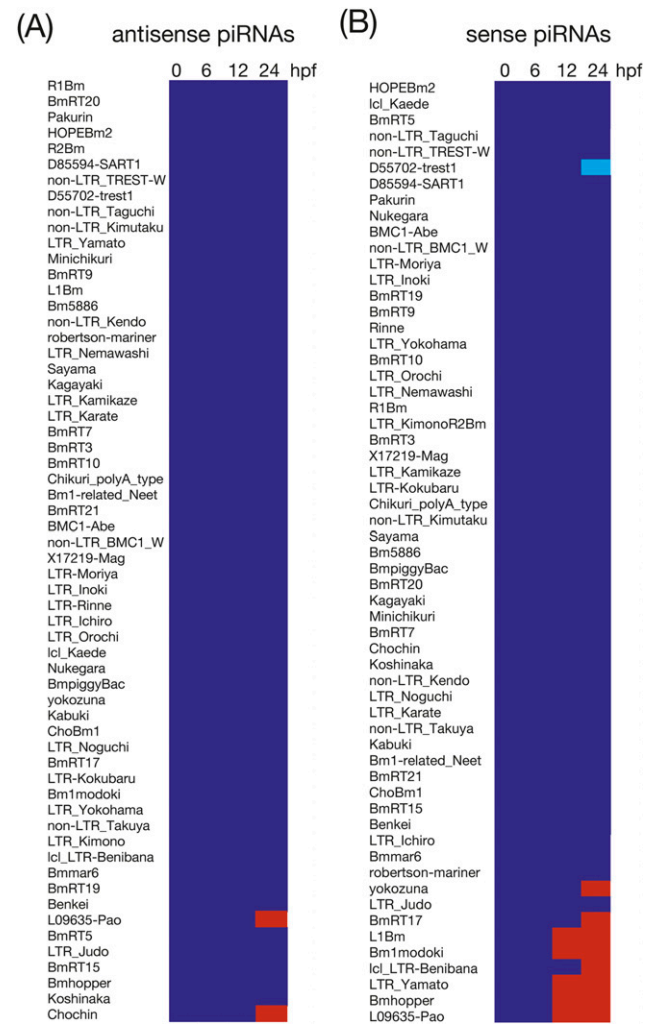 (A)
antisense piRNAs
0 6 12 24 hpf
R1Bm
BmRT20
Pakurin
HOPEBm2
R2Bm
D85594-SART1
non-LTR_TREST-W
D55702-trest1
non-LTR_Taguchi
non-LTR_Kimutaku
LTR_Yamato
Minichikuri
BmRT9
L1Bm
Bm5886
non-LTR_Kendo
robertson-mariner
LTR_Nemawashi
Sayama
Kagayaki
LTR_Kamikaze
LTR_Karate
BmRT7
BmRT3
BmRT10
Chikuri_polyA_type
Bm1-related_Neet
BmRT21
BMC1-Abe
non-LTR_BMC1_W
X17219-Mag
LTR-Moriya
LTR_Inoki
LTR-Rinne
LTR_Ichiro
LTR_Orochi
lcl_Kaede
Nukegara
BmpiggyBac
yokozuna
Kabuki
ChoBm1
LTR_Noguchi
BmRT17
LTR-Kokubaru
Bm1modoki
LTR_Yokohama
non-LTR_Takuya
LTR_Kimono
lcl_LTR-Benibana
Bmmar6
BmRT19
Benkei
L09635-Pao
BmRT5
LTR_Judo
BmRT15
Bmhopper
Koshinaka
Chochin
(B)
sense piRNAs
0 6 12 24 hpf
HOPEBm2
lcl_Kaede
BmRT5
non-LTR_Taguchi
non-LTR_TREST-W
D55702-trest1
D85594-SART1
Pakurin
Nukegara
BMC1-Abe
non-LTR_BMC1_W
LTR-Moriya
LTR_Inoki
BmRT19
BmRT9
Rinne
LTR_Yokohama
BmRT10
LTR_Orochi
LTR_Nemawashi
R1Bm
LTR_KimonoR2Bm
BmRT3
X17219-Mag
LTR_Kamikaze
LTR-Kokubaru
Chikuri_polyA_type
non-LTR_Kimutaku
Sayama
Bm5886
BmpiggyBac
BmRT20
Kagayaki
Minichikuri
BmRT7
Chochin
Koshinaka
non-LTR_Kendo
LTR_Noguchi
LTR_Karate
non-LTR_Takuya
Kabuki
Bm1-related_Neet
BmRT21
ChoBm1
BmRT15
Benkei
LTR_Ichiro
Bmmar6
robertson-mariner
yokozuna
LTR_Judo
BmRT17
L1Bm
Bm1modoki
lcl_LTR-Benibana
LTR_Yamato
Bmhopper
L09635-Pao